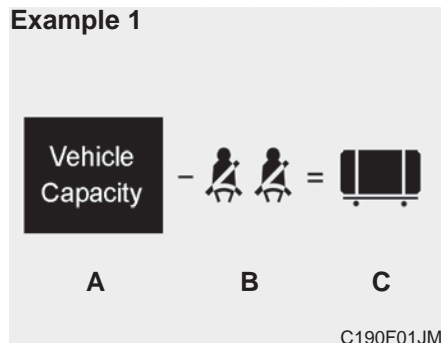 Example 1
Vehicle
Capacity
- =
A B C
C190F01JM